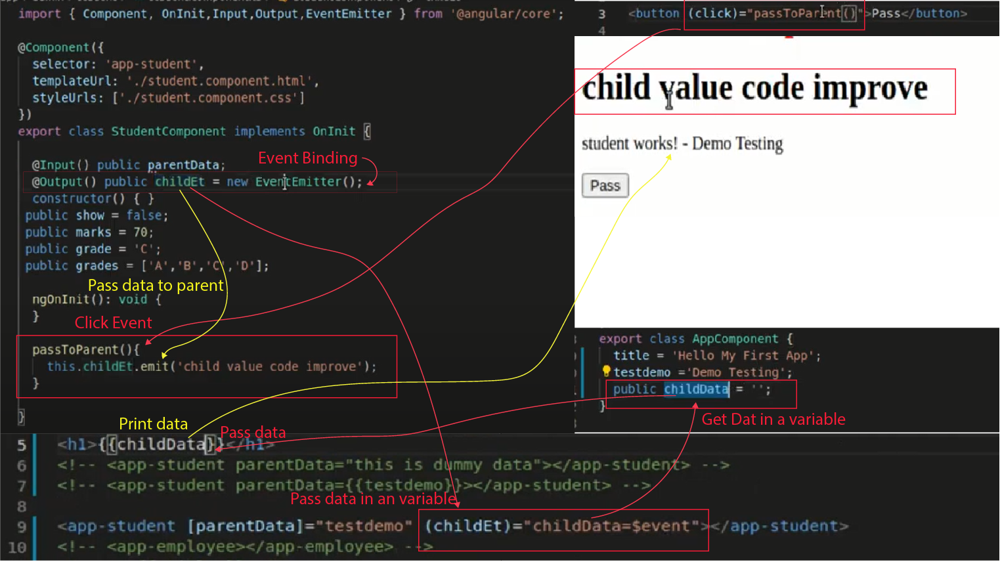 import { Component, OnInit,Input,Output,EventEmitter } from '@angular/core';
@Component({
selector: 'app-student',
templateUrl: './student.component.html',
styleUrls: ['./student.component.css']
})
export class StudentComponent implements OnInit {
@Input() public parentData;
Event Binding
@Output() public childEt = new EventEmitter();
constructor() { }
public show = false;
public marks = 70;
public grade = 'C';
public grades = ['A','B','C','D'];
Pass data to parent
ngOnInit(): void {
}
Click Event
passToParent(){
this.childEt.emit('child value code improve');
}
}
3 <button (click)="passToParent()">Pass</button>
4
child value code improve
student works! - Demo Testing
Pass
export class AppComponent {
title = 'Hello My First App';
testdemo ='Demo Testing';
public childData = '';
}
Get Dat in a variable
Print data
Pass data
5 <h1>{{childData}}</h1>
6 <!-- <app-student parentData="this is dummy data"></app-student> -->
7 <!-- <app-student parentData={{testdemo}}></app-student> -->
Pass data in an variable
8
9 <app-student [parentData]="testdemo" (childEt)="childData=$event"></app-student>
10 <!-- <app-employee></app-employee> -->